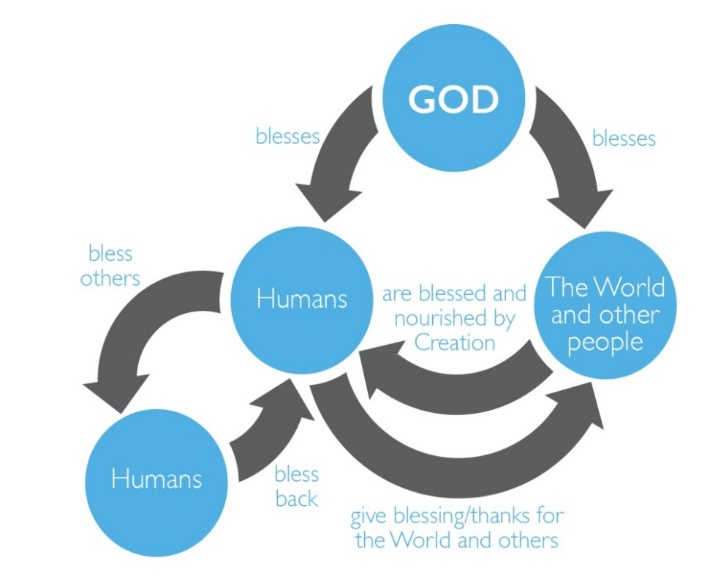 GOD
blesses
blesses
bless
others
Humans
are blessed and
nourished by
Creation
The World
and other
people
Humans
bless
back
give blessing/thanks for
the World and others